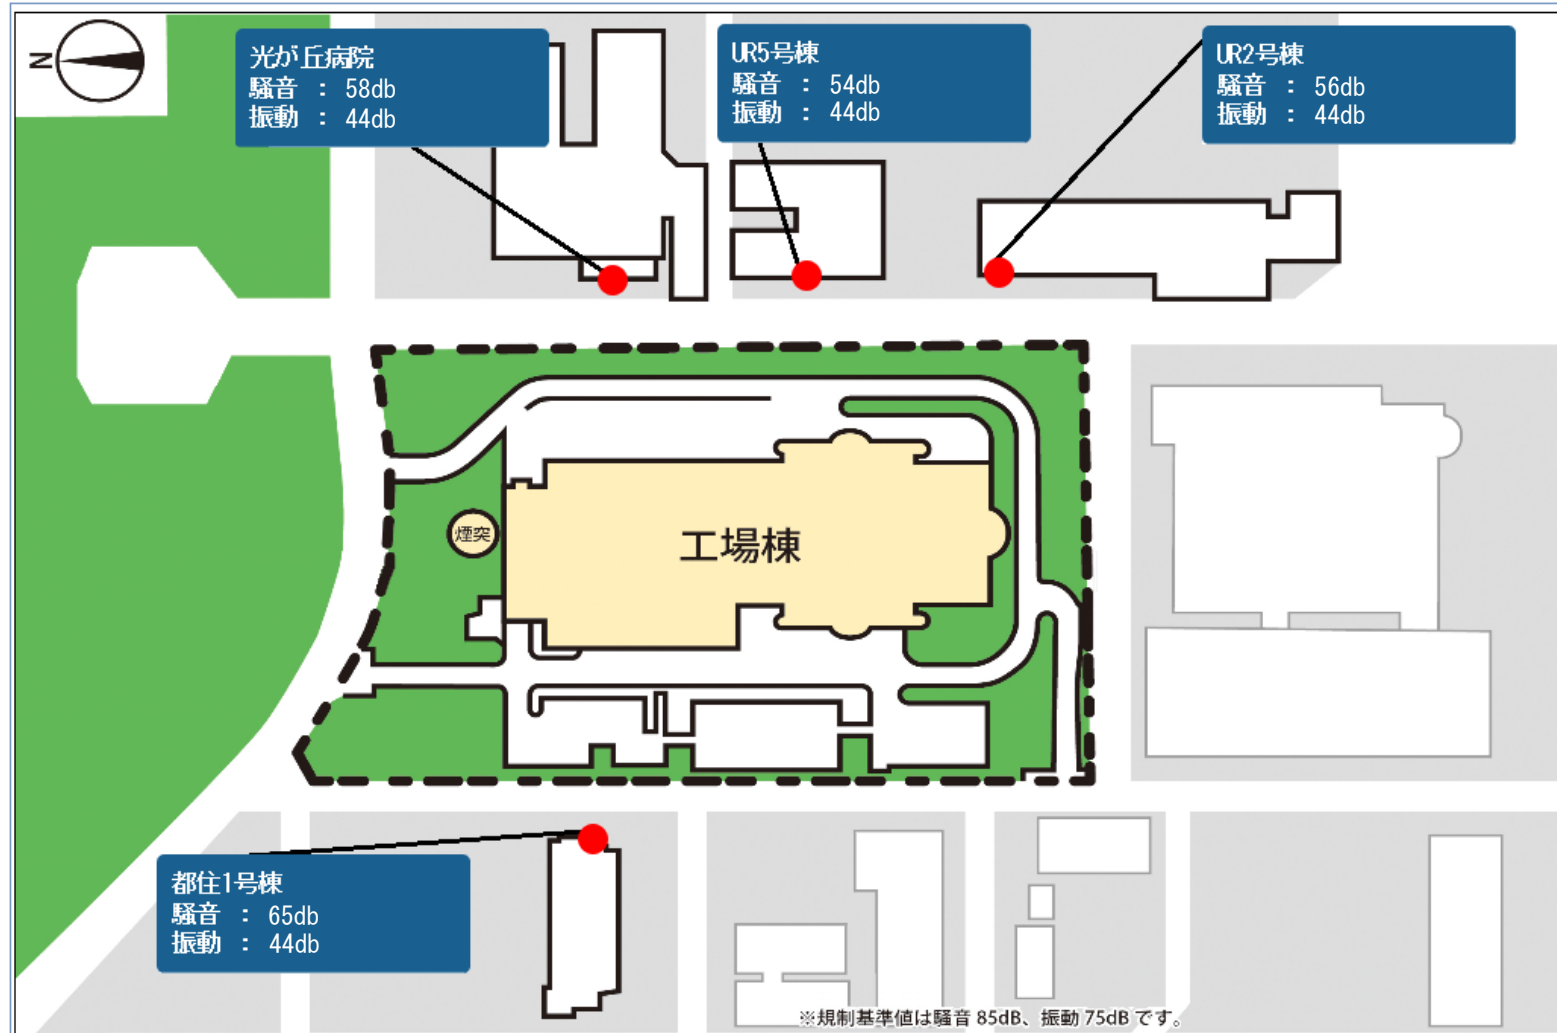 N
光が丘病院
騒音 : 58db
振動 : 44db
UR5号棟
騒音 : 54db
振動 : 44db
UR2号棟
騒音 : 56db
振動 : 44db
煙突
工場棟
都住1号棟
騒音 : 65db
振動 : 44db
※規制基準値は騒音 85dB、振動 75dB です。